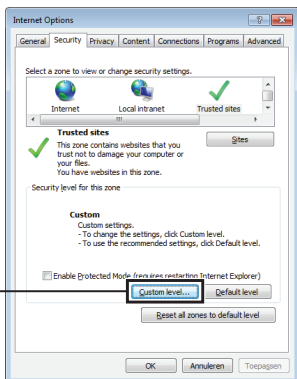 Internet Options
General Security Privacy Content Connections Programs Advanced
Select a zone to view or change security settings.
Internet Local intranet Trusted sites
Trusted sites
Sites
This zone contains websites that you
trust not to damage your computer or
your files.
You have websites in this zone.
Security level for this zone
Custom
Custom settings.
- To change the settings, click Custom level.
- To use the recommended settings, click Default level.
Enable Protected Mode (requires restarting Internet Explorer)
Custom level... Default level
Reset all zones to default level
OK Annuleren Toepassen